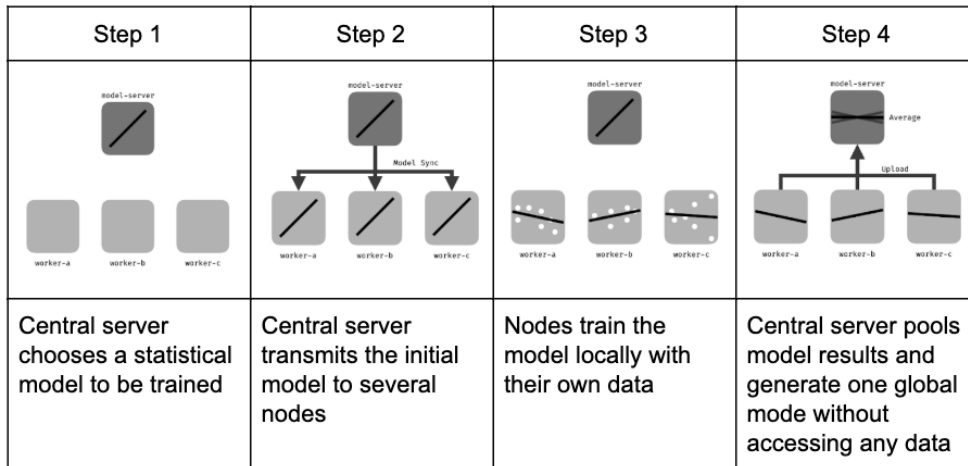 Step 1
Step 2
Step 3
Step 4
model-server
worker-a
worker-b
worker-c
model-server
Model Sync
worker-a
worker-b
worker-c
model-server
worker-a
worker-b
worker-c
model-server
Average
Upload
worker-a
worker-b
worker-c
Central server
chooses a statistical
model to be trained
Central server
transmits the initial
model to several
nodes
Nodes train the
model locally with
their own data
Central server pools
model results and
generate one global
mode without
accessing any data